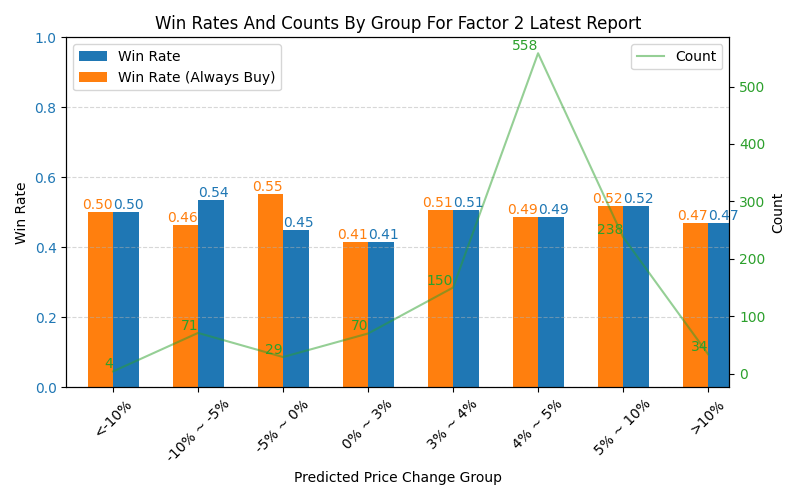 Win Rates And Counts By Group For Factor 2 Latest Report
Win Rate
Win Rate (Always Buy)
Count
1.0
0.8
0.6
0.4
0.2
0.0
Win Rate
0.50 0.50
0.46 0.54
0.55 0.45
0.41 0.41
0.51 0.51
0.49 0.49
0.52 0.52
0.47 0.47
4
71
29
70
150
558
238
34
500
400
300
200
100
0
Count
<-10%
-10% ~ -5%
-5% ~ 0%
0% ~ 3%
3% ~ 4%
4% ~ 5%
5% ~ 10%
>10%
Predicted Price Change Group